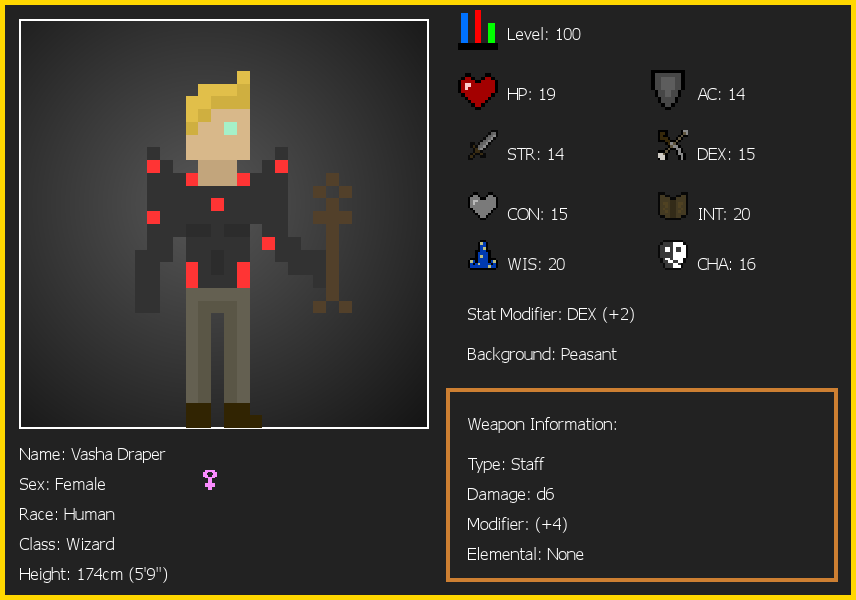 Level: 100
HP: 19
AC: 14
STR: 14
DEX: 15
CON: 15
INT: 20
WIS: 20
CHA: 16
Stat Modifier: DEX (+2)
Background: Peasant
Weapon Information:
Type: Staff
Damage: d6
Modifier: (+4)
Elemental: None
Name: Vasha Draper
Sex: Female
Race: Human
Class: Wizard
Height: 174cm (5'9")